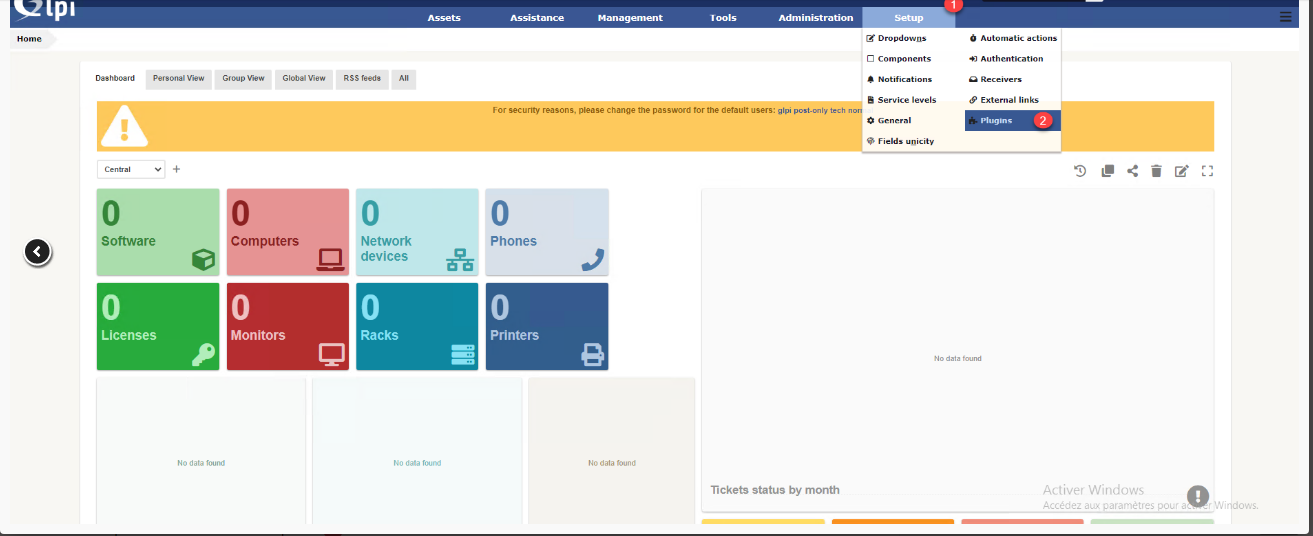 Glpi
Assets Assistance Management Tools Administration Setup
1
Home
Dropdowns Automatic actions
Components Authentication
Notifications Receivers
Service levels External links
General Plugins 2
Fields unicity
Dashboard Personal View Group View Global View RSS feeds All
For security reasons, please change the password for the default users: glpi post-only tech
Central +
0 0 0 0
Software Computers Network devices Phones
0 0 0 0
Licenses Monitors Racks Printers
No data found
No data found No data found No data found
Tickets status by month
Activer Windows
Accédez aux paramètres pour activer Windows.